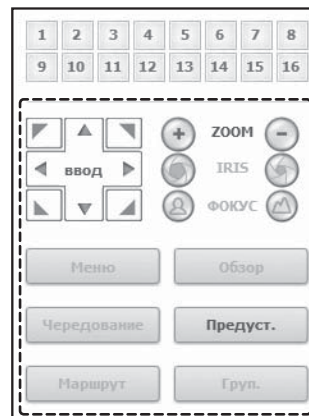 1 2 3 4 5 6 7 8
9 10 11 12 13 14 15 16
ZOOM
ввод IRIS
ФОКУС
Меню Обзор
Чередование Предуст.
Маршрут Груп.